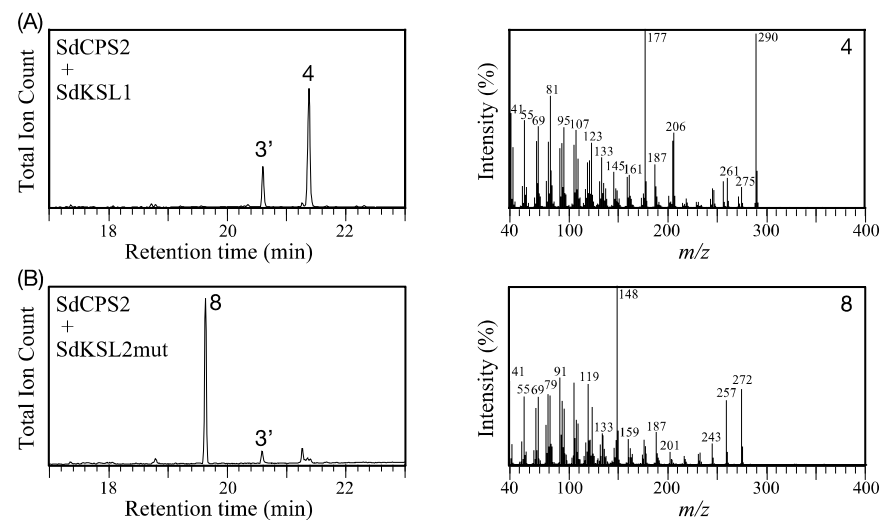 (A)
SdCPS2
+
SdKSL1
3'
4
Total Ion Count
18 20 22
Retention time (min)
4
177
290
41
55
69
81
95
107
123
133
145
161
187
206
261
275
Intensity (%)
40 100 200 300 400
m/z
(B)
SdCPS2
+
SdKSL2mut
8
3'
Total Ion Count
18 20 22
Retention time (min)
8
148
41
55
69
79
91
119
133
159
187
201
243
257
272
Intensity (%)
40 100 200 300 400
m/z